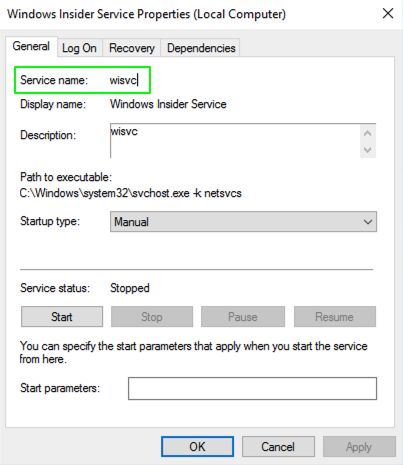 Windows Insider Service Properties (Local Computer)
General Log On Recovery Dependencies
Service name: wisvc
Display name: Windows Insider Service
Description: wisvc
Path to executable:
C:\Windows\system32\svchost.exe -k netsvcs
Startup type: Manual
Service status: Stopped
Start Stop Pause Resume
You can specify the start parameters that apply when you start the service
from here.
Start parameters:
OK Cancel Apply